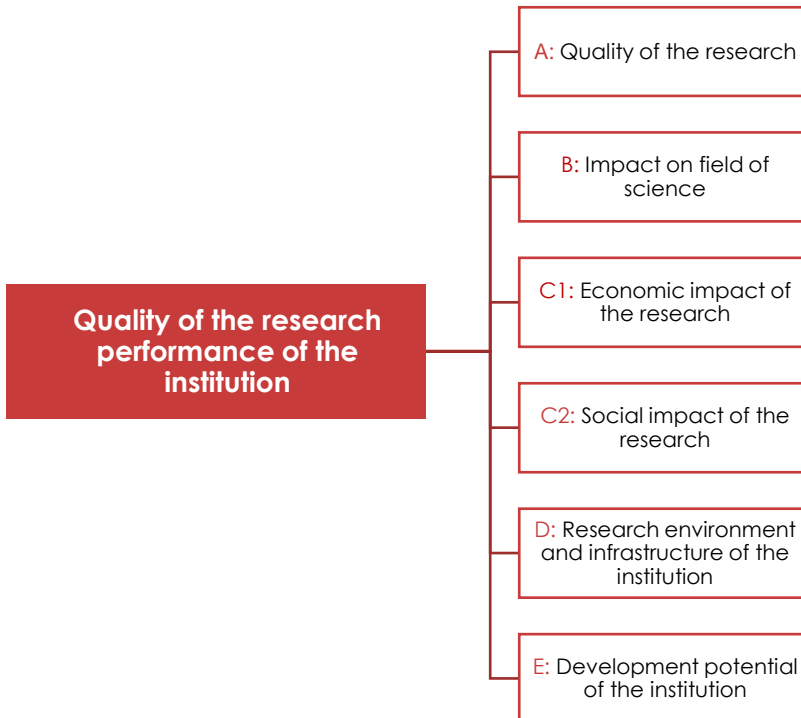 Quality of the research
performance of the
institution
A: Quality of the research
B: Impact on field of
science
C1: Economic impact of
the research
C2: Social impact of the
research
D: Research environment
and infrastructure of the
institution
E: Development potential
of the institution